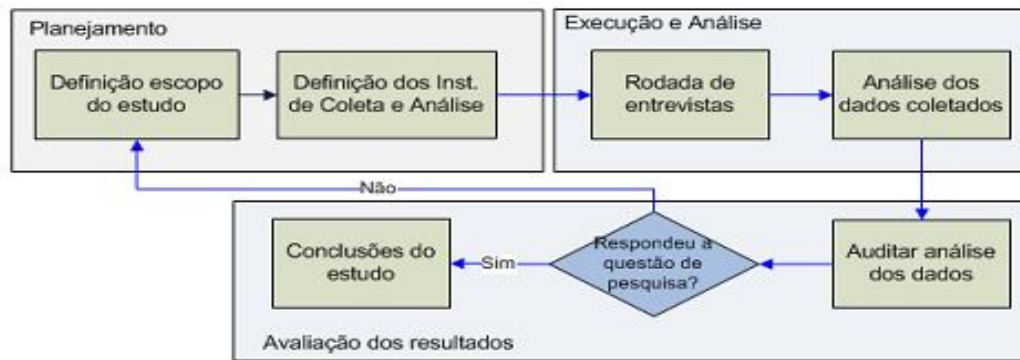 Planejamento
Definição escopo
do estudo
Definição dos Inst.
de Coleta e Análise
Execução e Análise
Rodada de
entrevistas
Análise dos
dados coletados
Não
Conclusões do
estudo
Sim
Respondeu a
questão de
pesquisa?
Auditar análise
dos dados
Avaliação dos resultados